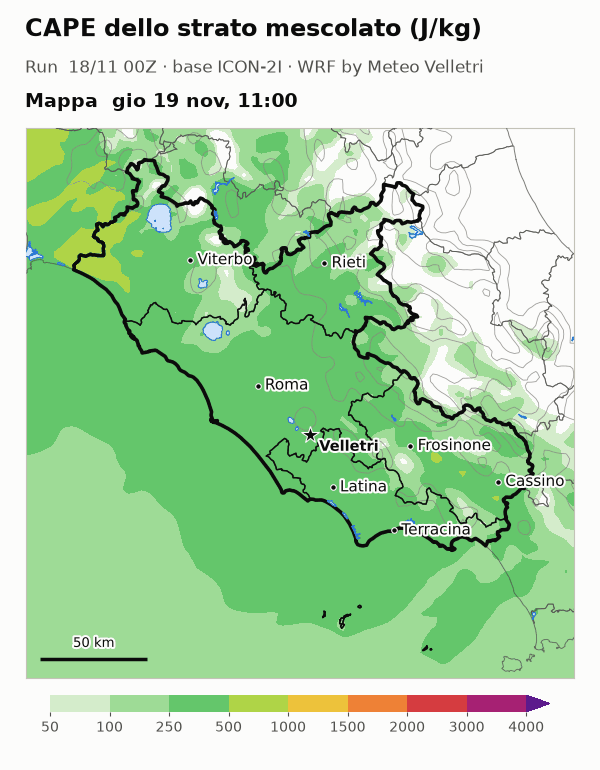 CAPE dello strato mescolato (J/kg)
Run  18/11 00Z · base ICON-2I · WRF by Meteo Velletri
Mappa  gio 19 nov, 11:00
Viterbo
Rieti
Roma
Velletri
Frosinone
Cassino
Latina
Terracina
50 km
50 100 250 500 1000 1500 2000 3000 4000